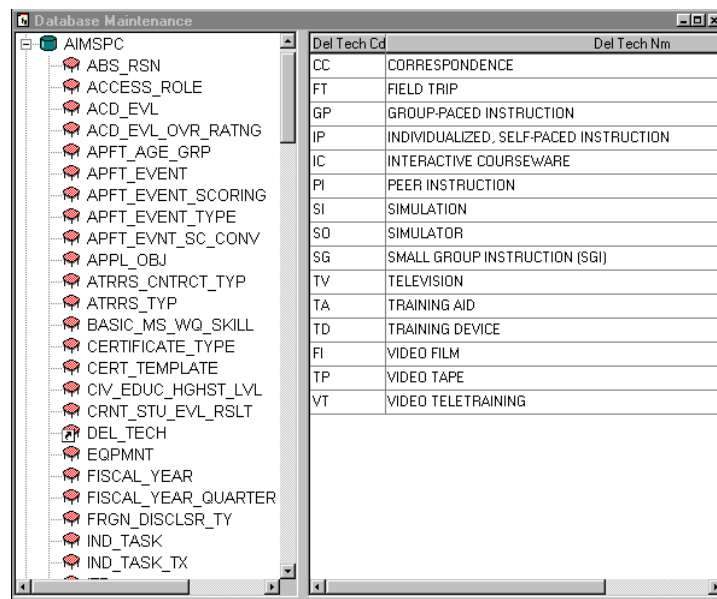 Database Maintenance
AIMSPC
ABS_RSN
ACCESS_ROLE
ACD_EVL
ACD_EVL_OVR_RATNG
APFT_AGE_GRP
APFT_EVENT
APFT_EVENT_SCORING
APFT_EVENT_TYPE
APFT_EVNT_SC_CONV
APPL_OBJ
ATRRS_CNTRCT_TYP
ATRRS_TYP
BASIC_MS_WQ_SKILL
CERTIFICATE_TYPE
CERT_TEMPLATE
CIV_EDUC_HGHST_LVL
CRNT_STU_EVL_RSLT
DEL_TECH
EQPMNT
FISCAL_YEAR
FISCAL_YEAR_QUARTER
FRGN_DISCLSR_TY
IND_TASK
IND_TASK_TX
Del Tech Cd Del Tech Nm
CC CORRESPONDENCE
FT FIELD TRIP
GP GROUP-PACED INSTRUCTION
IP INDIVIDUALIZED, SELF-PACED INSTRUCTION
IC INTERACTIVE COURSEWARE
PI PEER INSTRUCTION
SI SIMULATION
SO SIMULATOR
SG SMALL GROUP INSTRUCTION (SGI)
TV TELEVISION
TA TRAINING AID
TD TRAINING DEVICE
FI VIDEO FILM
TP VIDEO TAPE
VT VIDEO TELETRAINING